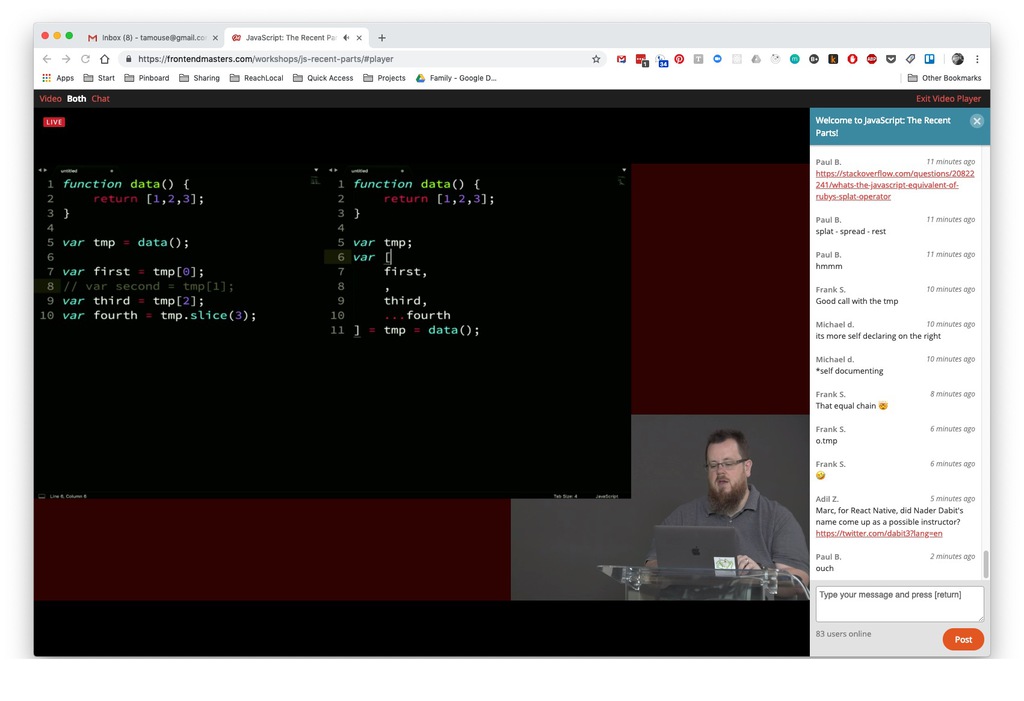 Inbox (8) - tamouse@gmail.co
JavaScript: The Recent Pa
https://frontendmasters.com/workshops/js-recent-parts/#player
1
34
ABP
Apps
Start
Pinboard
Sharing
ReachLocal
Quick Access
Projects
Family - Google D...
Other Bookmarks
Video Both Chat
Exit Video Player
LIVE
untitled
1 function data() {
2 return [1,2,3];
3 }
4
5 var tmp = data();
6
7 var first = tmp[0];
8 // var second = tmp[1];
9 var third = tmp[2];
10 var fourth = tmp.slice(3);
Line 6, Column 6
untitled
1 function data() {
2 return [1,2,3];
3 }
4
5 var tmp;
6 var [
7 first,
8 ,
9 third,
10 ...fourth
11 ] = tmp = data();
Tab Size: 4 JavaScript
Welcome to JavaScript: The Recent
Parts!
Paul B. 11 minutes ago
https://stackoverflow.com/questions/20822
241/whats-the-javascript-equivalent-of-
rubys-splat-operator
Paul B. 11 minutes ago
splat - spread - rest
Paul B. 11 minutes ago
hmmm
Frank S. 10 minutes ago
Good call with the tmp
Michael d. 10 minutes ago
its more self declaring on the right
Michael d. 10 minutes ago
*self documenting
Frank S. 8 minutes ago
That equal chain 🤯
Frank S. 6 minutes ago
o.tmp
Frank S. 6 minutes ago
🤣
Adil Z. 5 minutes ago
Marc, for React Native, did Nader Dabit's
name come up as a possible instructor?
https://twitter.com/dabit3?lang=en
Paul B. 2 minutes ago
ouch
Type your message and press [return]
83 users online
Post